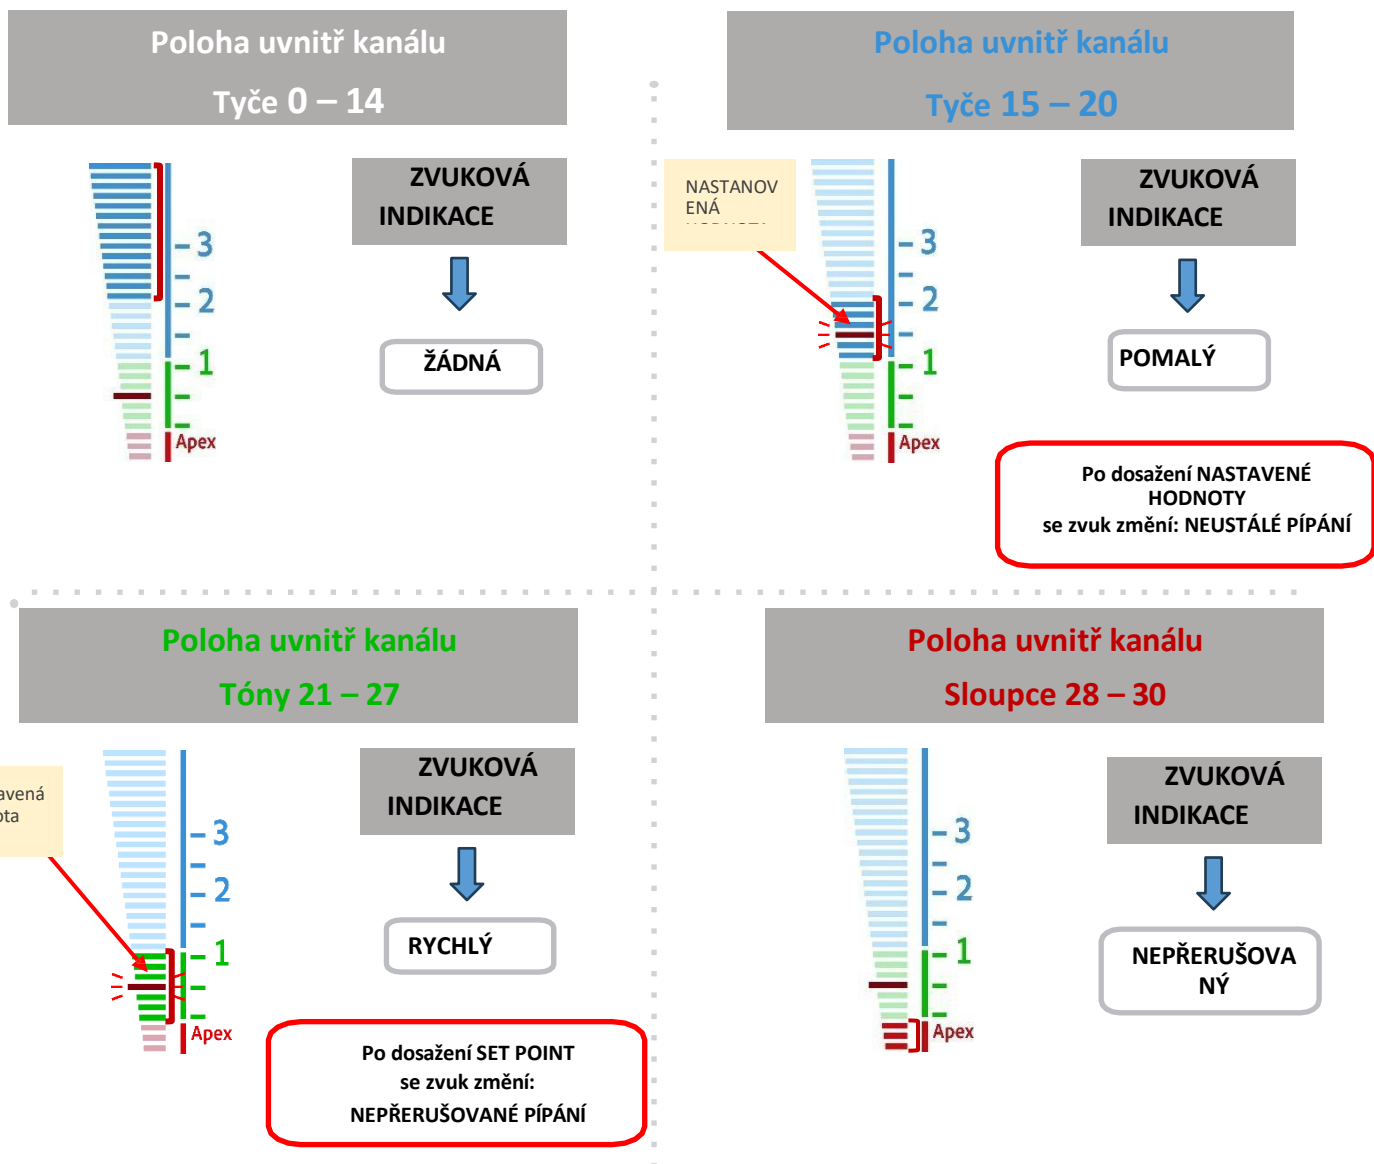 Poloha uvnitř kanálu
Tyče 0 – 14
ZVUKOVÁ
INDIKACE
3
2
1
Apex
ŽÁDNÁ
Poloha uvnitř kanálu
Tyče 15 – 20
NASTANOV
ENÁ
ZVUKOVÁ
INDIKACE
3
2
1
Apex
POMALÝ
Po dosažení NASTAVENÉ
HODNOTY
se zvuk změní: NEUSTÁLÉ PÍPÁNÍ
Poloha uvnitř kanálu
Tóny 21 – 27
avená
ota
ZVUKOVÁ
INDIKACE
3
2
1
Apex
RYCHLÝ
Po dosažení SET POINT
se zvuk změní:
NEPŘERUŠOVANÉ PÍPÁNÍ
Poloha uvnitř kanálu
Sloupce 28 – 30
ZVUKOVÁ
INDIKACE
3
2
1
Apex
NEPŘERUŠOVA
NÝ